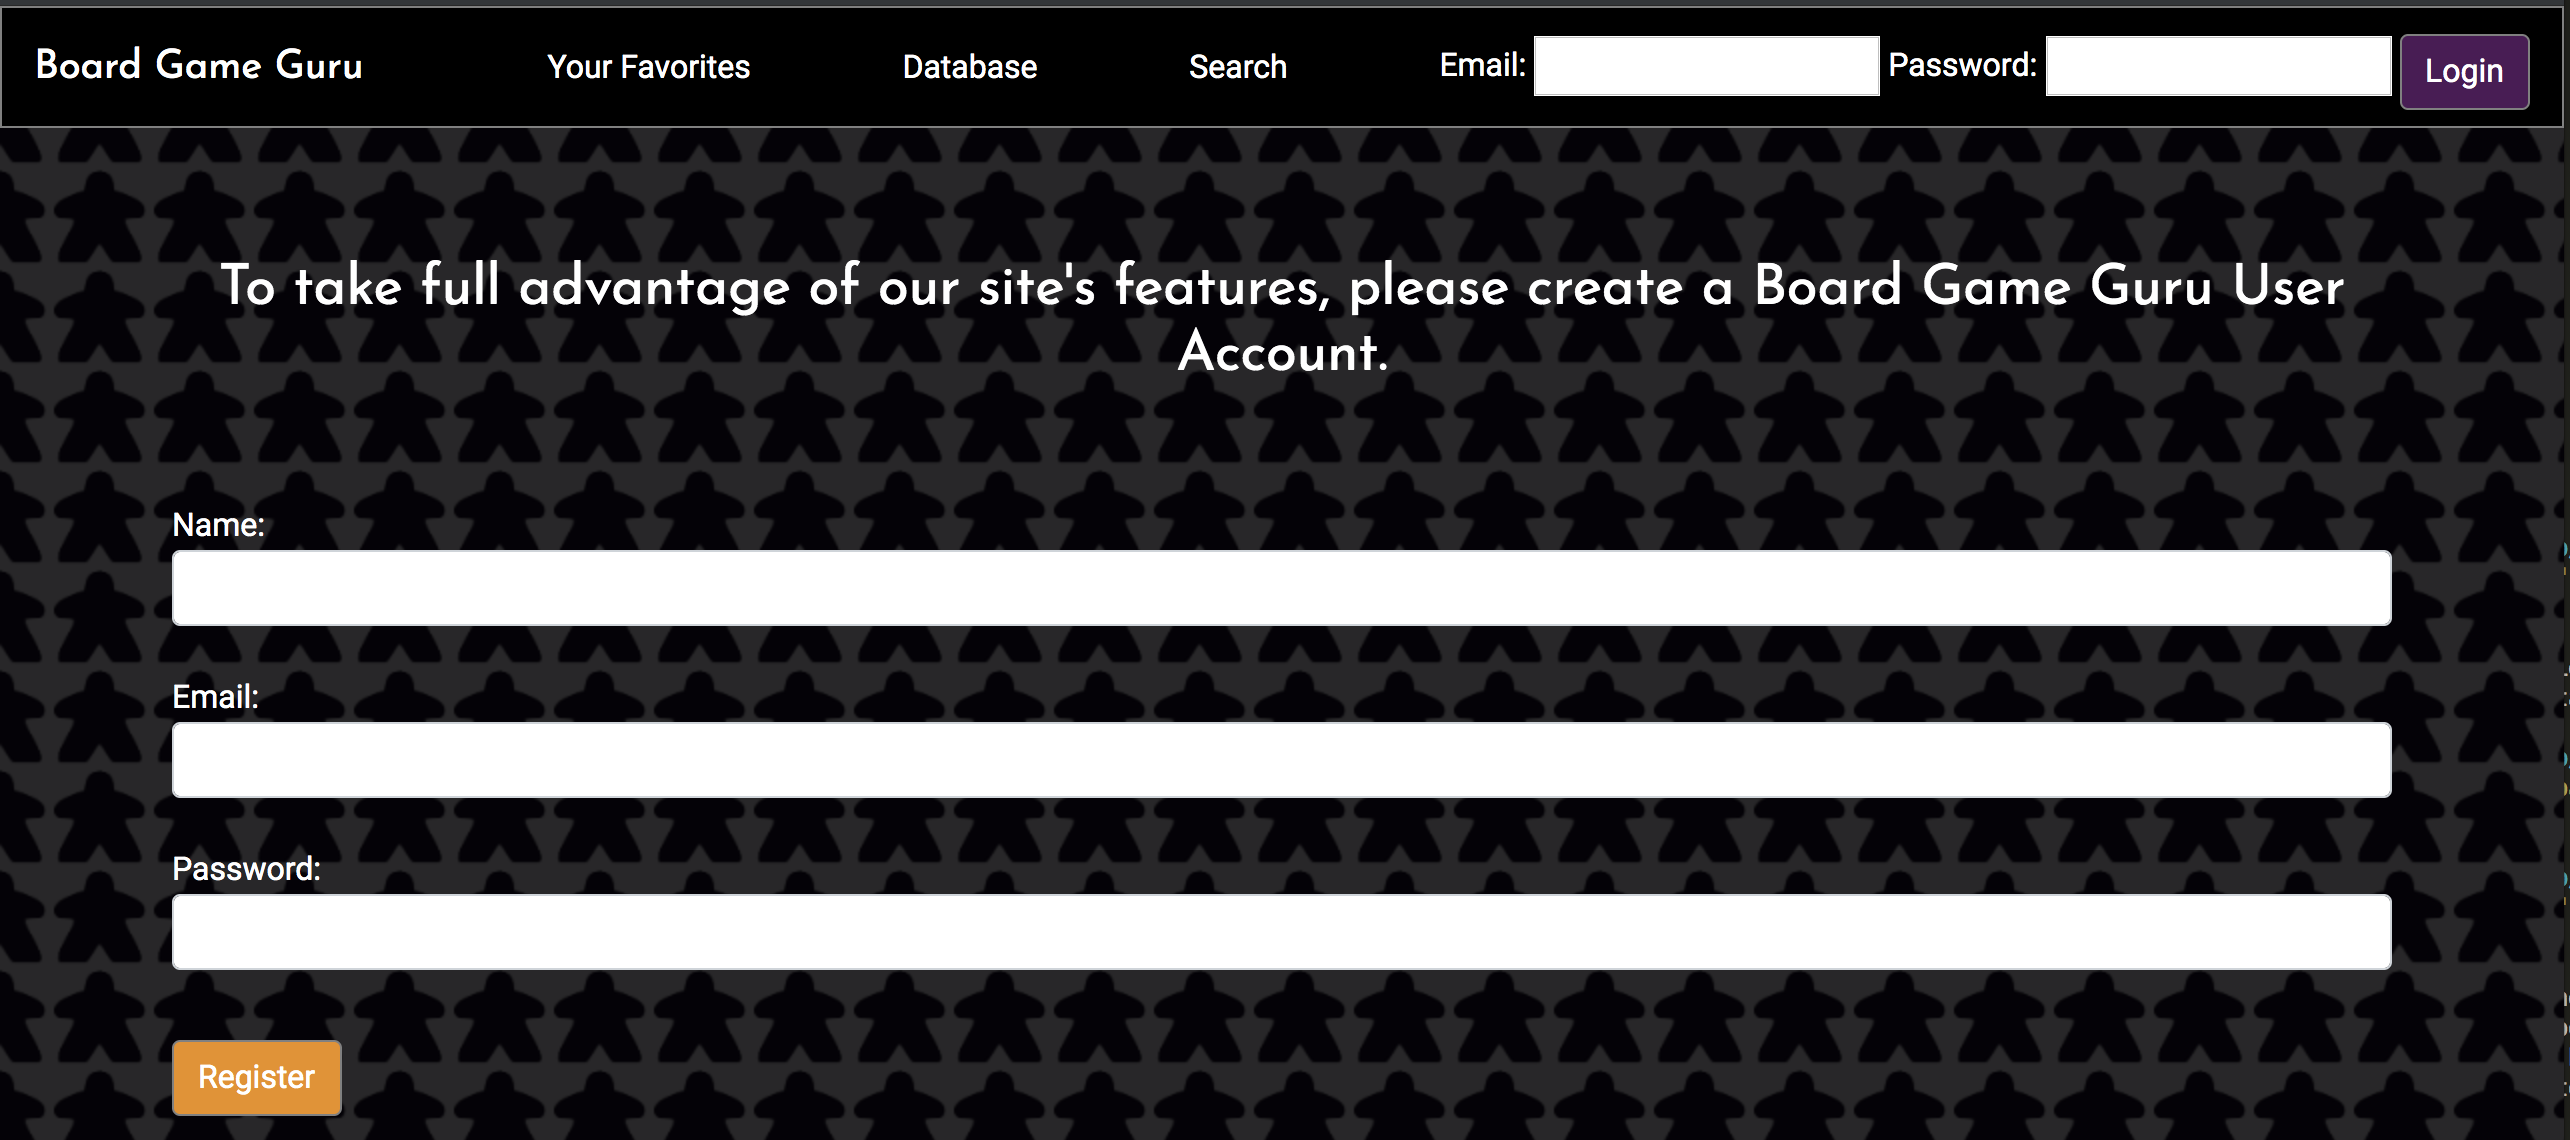 Board Game Guru Your Favorites Database Search Email: Password: Login
To take full advantage of our site's features, please create a Board Game Guru User
Account.
Name:
Email:
Password:
Register